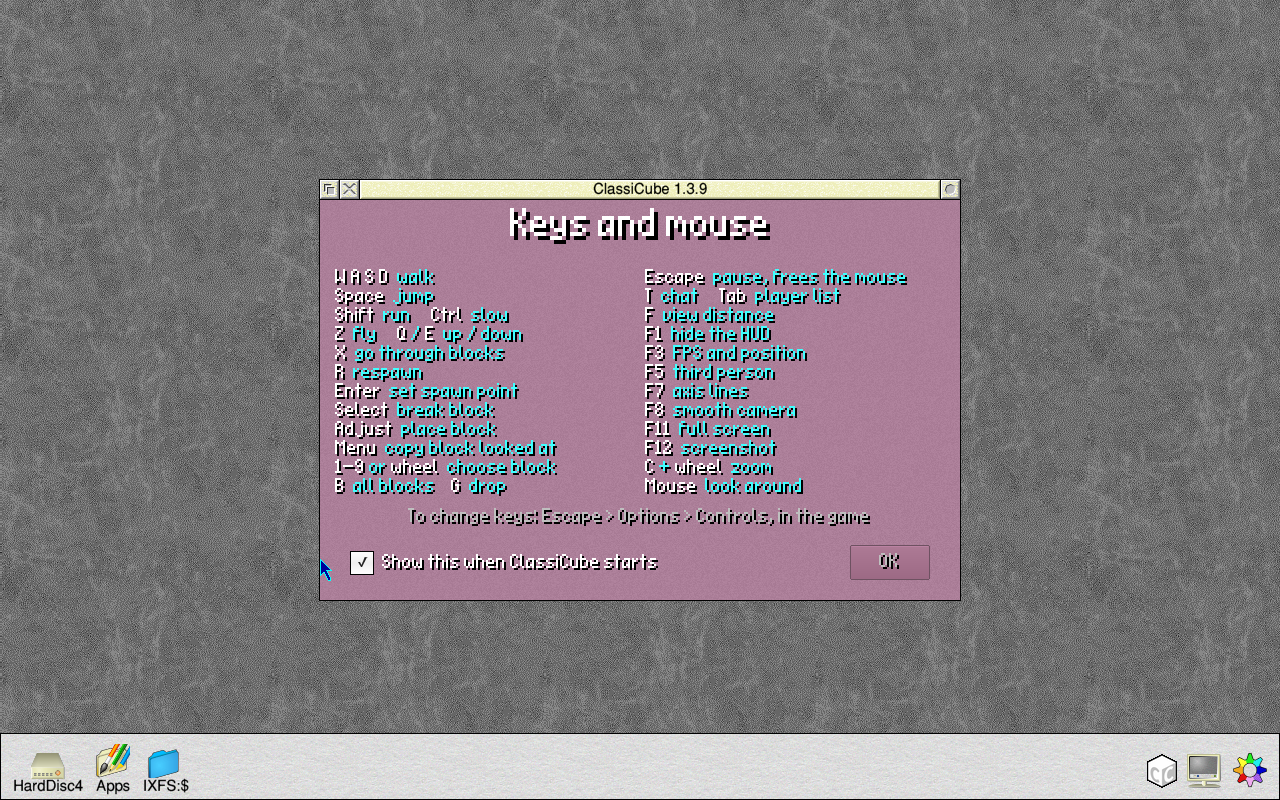 ClassiCube 1.3.9
Keys and mouse
W A S D walk
Space jump
Shift run Ctrl slow
Z fly Q / E up / down
X go through blocks
R respawn
Enter set spawn point
Select break block
Adjust place block
Menu copy block looked at
1-9 or wheel choose block
B all blocks G drop
Escape pause, frees the mouse
T chat Tab player list
F view distance
F1 hide the HUD
F3 FPS and position
F5 third person
F7 axis lines
F8 smooth camera
F11 full screen
F12 screenshot
C + wheel zoom
Mouse look around
To change keys: Escape > Options > Controls, in the game
✓ Show this when ClassiCube starts
OK
HardDisc4 Apps IXFS:$
CC